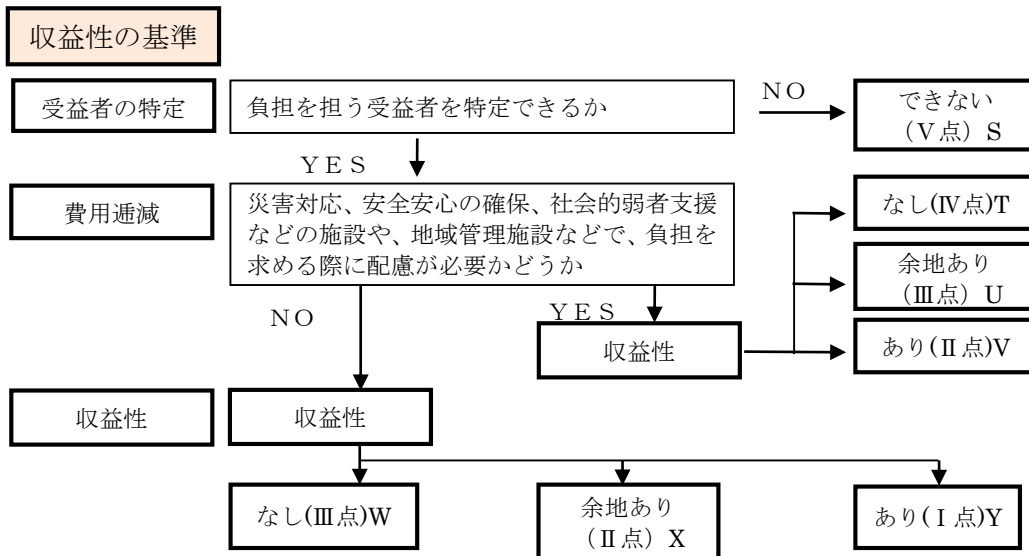 収益性の基準
受益者の特定
負担を担う受益者を特定できるか
ＮＯ
できない
（Ⅴ点）S
ＹＥＳ
費用逓減
災害対応、安全安心の確保、社会的弱者支援
などの施設や、地域管理施設などで、負担を
求める際に配慮が必要かどうか
なし(Ⅳ点)T
余地あり
（Ⅲ点）U
ＮＯ
ＹＥＳ
収益性
あり(Ⅱ点)V
収益性
収益性
なし(Ⅲ点)W
余地あり
（Ⅱ点）X
あり(Ⅰ点)Y